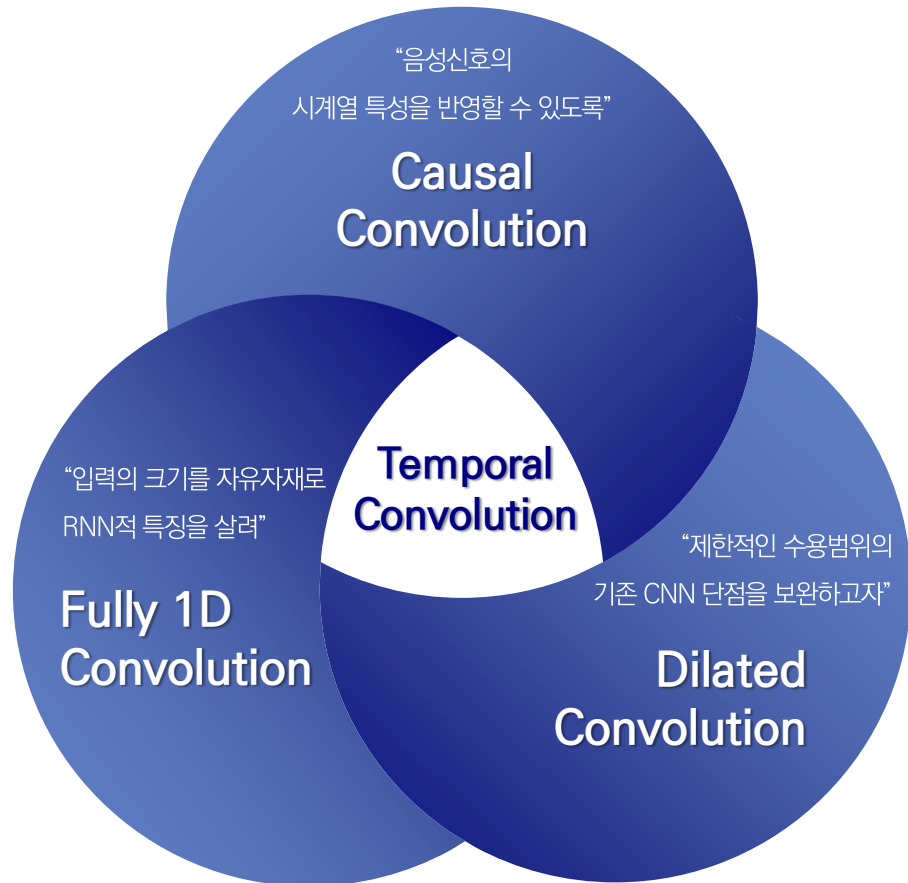 “음성신호의
시계열 특성을 반영할 수 있도록”
Causal
Convolution
Temporal
Convolution
“입력의 크기를 자유자재로
RNN적 특징을 살려”
Fully 1D
Convolution
“제한적인 수용범위의
기존 CNN 단점을 보완하고자”
Dilated
Convolution